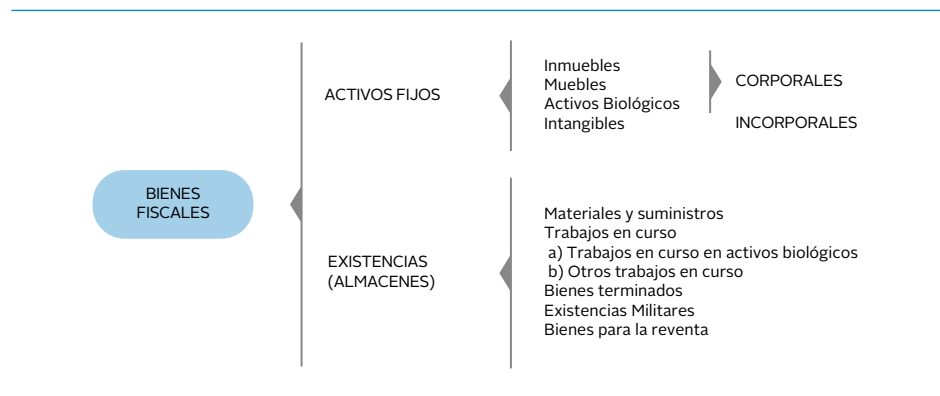 BIENES
FISCALES
ACTIVOS FIJOS
Inmuebles
Muebles
Activos Biológicos
Intangibles
CORPORALES
INCORPORALES
EXISTENCIAS
(ALMACENES)
Materiales y suministros
Trabajos en curso
a) Trabajos en curso en activos biológicos
b) Otros trabajos en curso
Bienes terminados
Existencias Militares
Bienes para la reventa